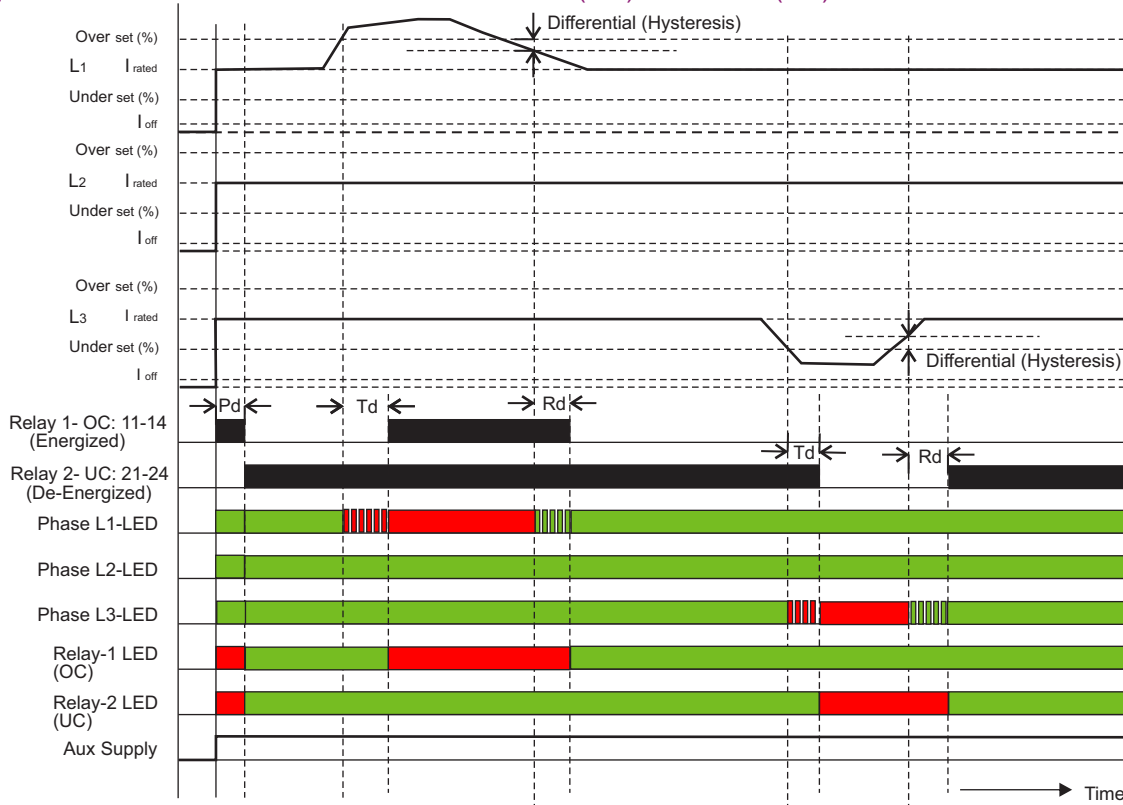 Differential (Hysteresis)
Over set (%)
L1 I rated
Under set (%)
I off
Over set (%)
L2 I rated
Under set (%)
I off
Over set (%)
L3 I rated
Under set (%)
Differential (Hysteresis)
I off
Pd
Td
Rd
Relay 1- OC: 11-14
(Energized)
Td
Rd
Relay 2- UC: 21-24
(De-Energized)
Phase L1-LED
Phase L2-LED
Phase L3-LED
Relay-1 LED
(OC)
Relay-2 LED
(UC)
Aux Supply
Time